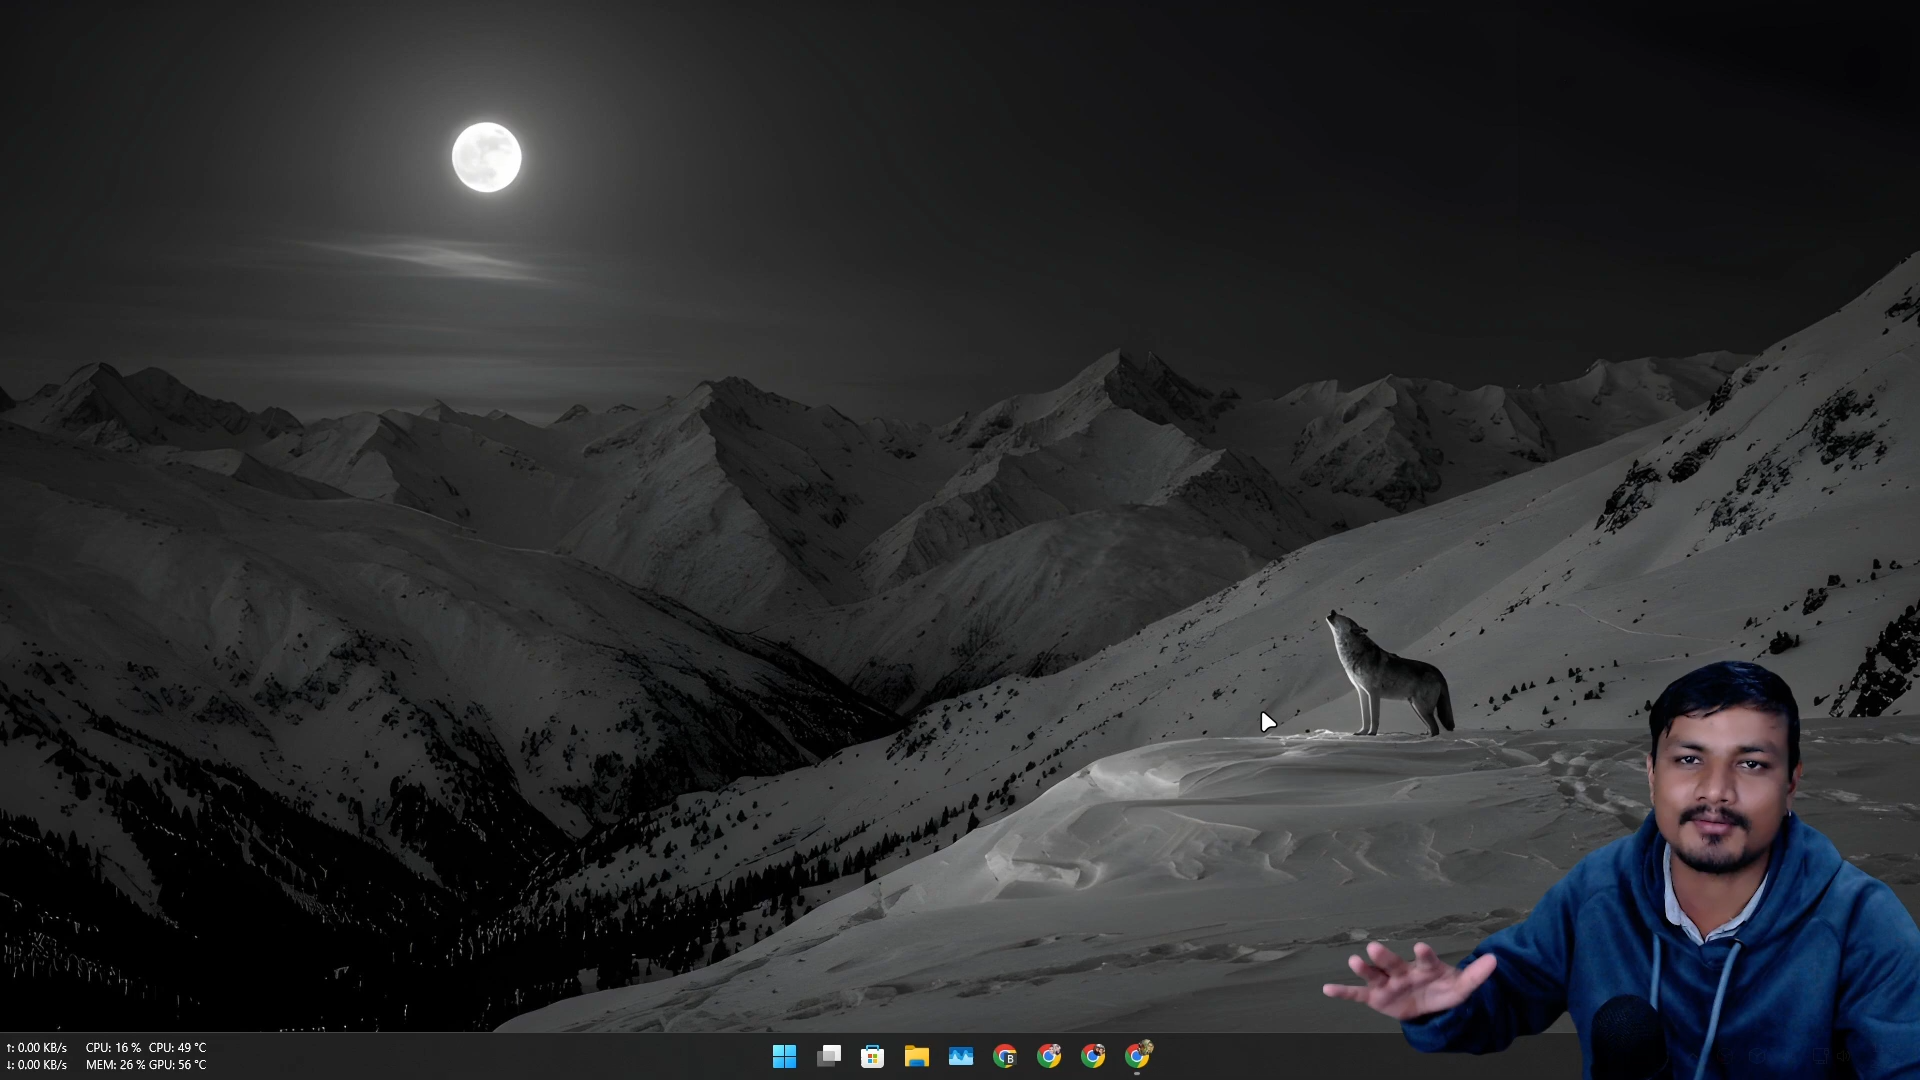 ↑: 0.00 KB/s CPU: 16 % CPU: 49 °C
↓: 0.00 KB/s MEM: 26 % GPU: 56 °C
B